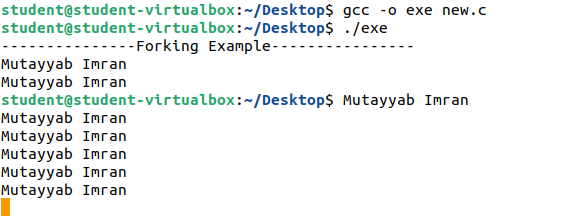 student@student-virtualbox:~/Desktop$ gcc -o exe new.c
student@student-virtualbox:~/Desktop$ ./exe
---------------Forking Example----------------
Mutayyab Imran
Mutayyab Imran
student@student-virtualbox:~/Desktop$ Mutayyab Imran
Mutayyab Imran
Mutayyab Imran
Mutayyab Imran
Mutayyab Imran
Mutayyab Imran